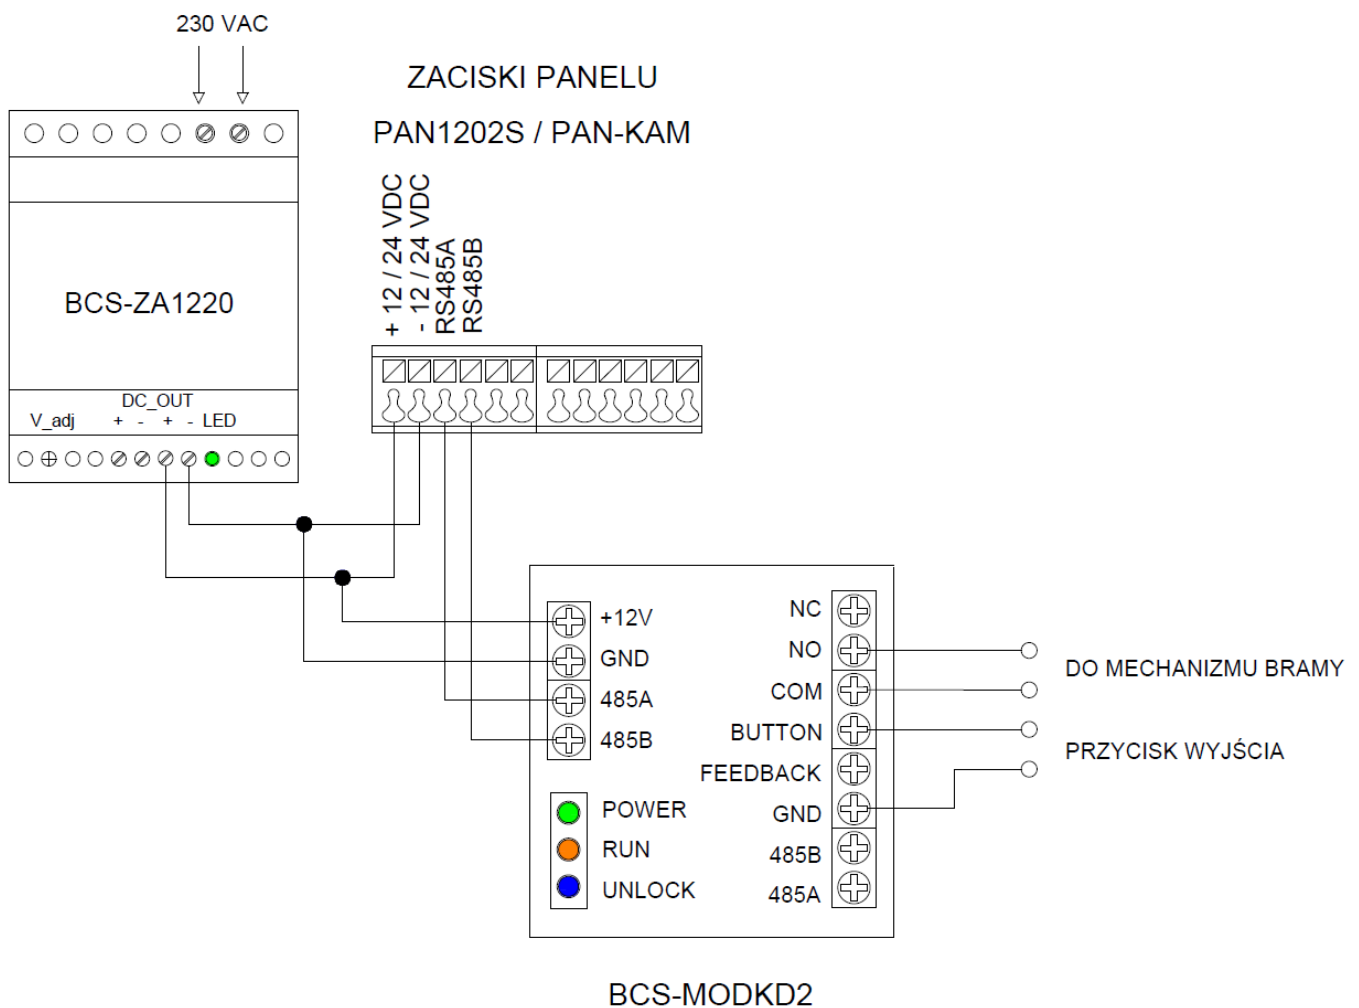 230 VAC
ZACISKI PANELU
PAN1202S / PAN-KAM
+ 12 / 24 VDC
- 12 / 24 VDC
RS485A
RS485B
BCS-ZA1220
DC_OUT
V_adj + - + - LED
+12V
GND
485A
485B
POWER
RUN
UNLOCK
NC
NO
COM
BUTTON
FEEDBACK
GND
485B
485A
DO MECHANIZMU BRAMY
PRZYCISK WYJŚCIA
BCS-MODKD2